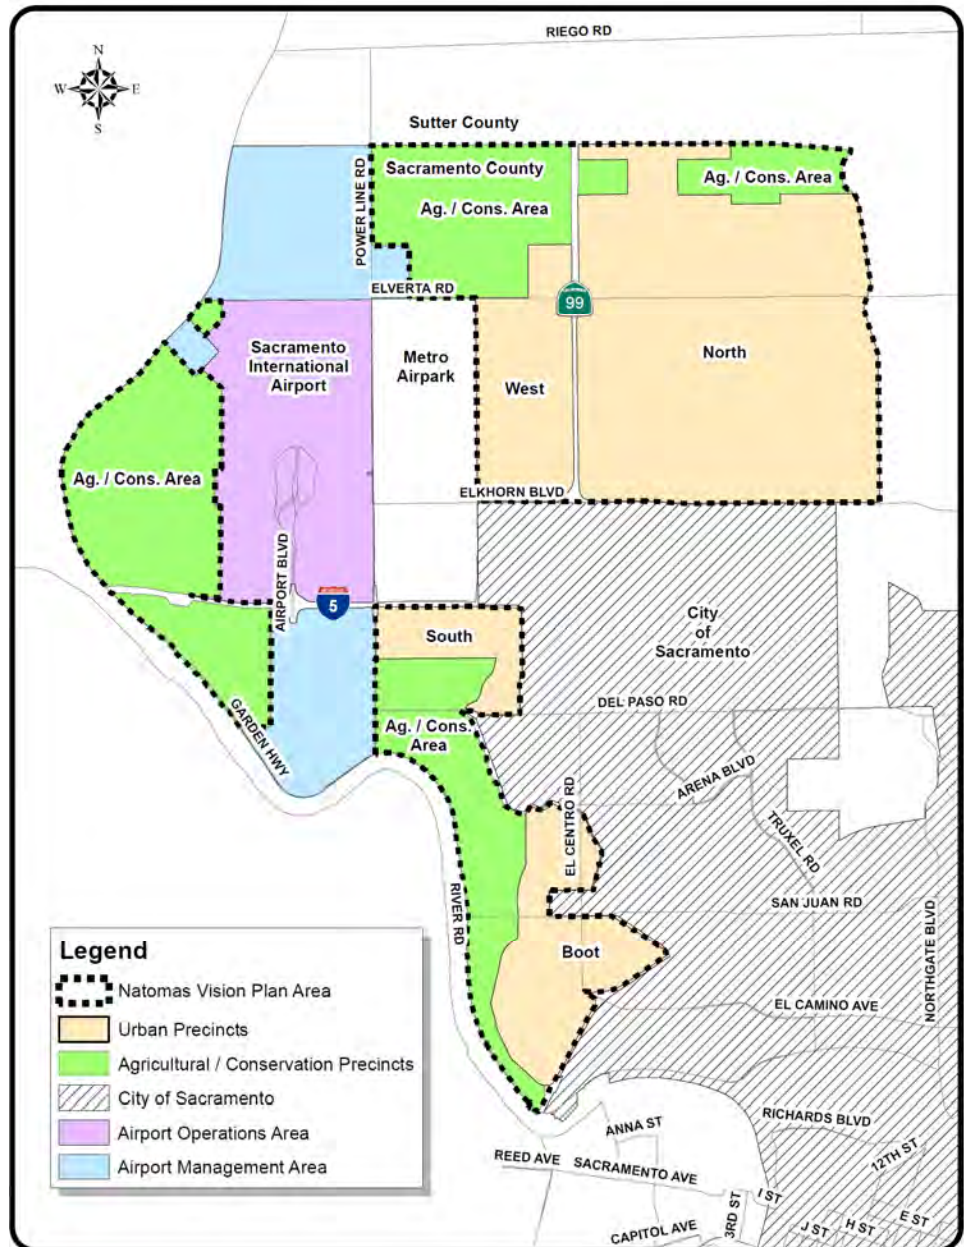 RIEGO RD
N
W
E
S
Sutter County
Sacramento County
Ag. / Cons. Area
Ag. / Cons. Area
POWER LINE RD
ELVERTA RD
99
Sacramento
International
Airport
Metro
Airpark
West
North
Ag. / Cons. Area
ELKHORN BLVD
AIRPORT BLVD
5
South
City
of
Sacramento
DEL PASO RD
GARDEN HWY
Ag. / Cons.
Area
ARENA BLVD
EL CENTRO RD
TRUXEL RD
RIVER RD
SAN JUAN RD
NORTHGATE BLVD
Boot
EL CAMINO AVE
Legend
Natomas Vision Plan Area
Urban Precincts
Agricultural / Conservation Precincts
City of Sacramento
Airport Operations Area
Airport Management Area
RICHARDS BLVD
ANNA ST
12TH ST
REED AVE
SACRAMENTO AVE
I ST
3RD ST
CAPITOL AVE
J ST
H ST
E ST